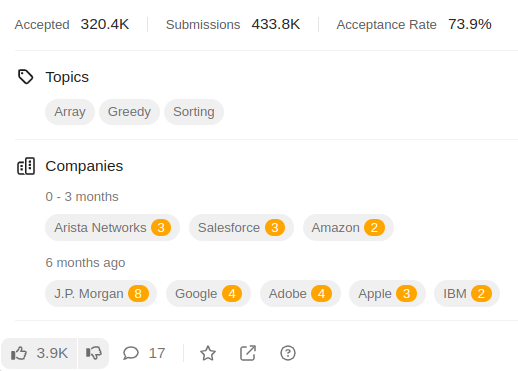 Accepted 320.4K Submissions 433.8K Acceptance Rate 73.9%
Topics
Array Greedy Sorting
Companies
0 - 3 months
Arista Networks 3 Salesforce 3 Amazon 2
6 months ago
J.P. Morgan 8 Google 4 Adobe 4 Apple 3 IBM 2
3.9K 17